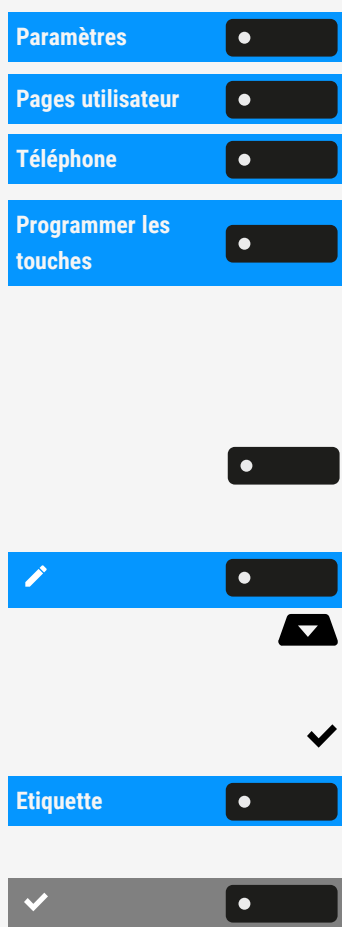 Paramètres
Pages utilisateur
Téléphone
Programmer les
touches
Etiquette